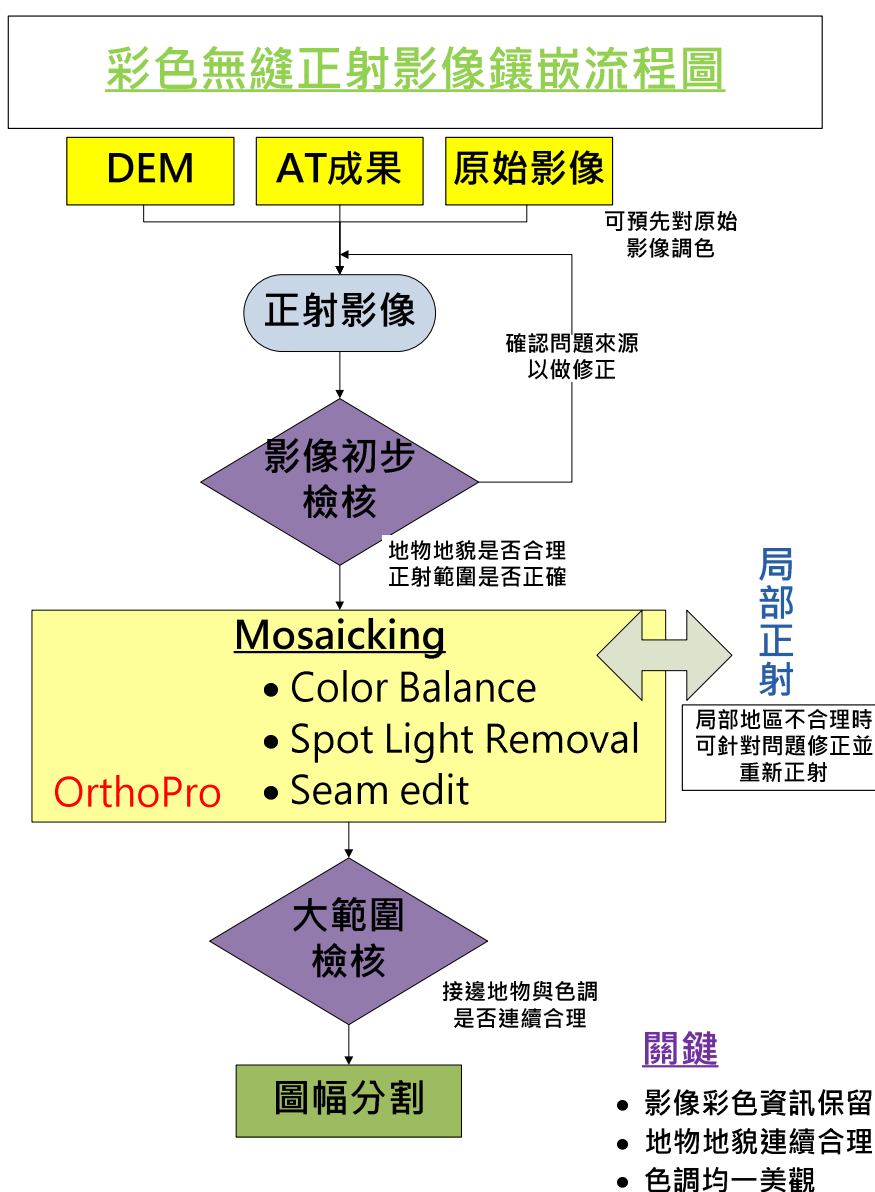 彩色無縫正射影像鑲嵌流程圖
DEM
AT成果
原始影像
可預先對原始
影像調色
正射影像
確認問題來源
以做修正
影像初步
檢核
地物地貌是否合理
正射範圍是否正確
Mosaicking
• Color Balance
• Spot Light Removal
• Seam edit
OrthoPro
局部正射
局部地區不合理時
可針對問題修正並
重新正射
大範圍
檢核
接邊地物與色調
是否連續合理
圖幅分割
關鍵
• 影像彩色資訊保留
• 地物地貌連續合理
• 色調均一美觀